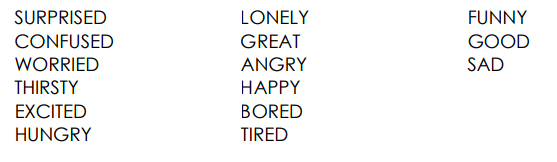 SURPRISED LONELY FUNNY
CONFUSED GREAT GOOD
WORRIED ANGRY SAD
THIRSTY HAPPY
EXCITED BORED
HUNGRY TIRED